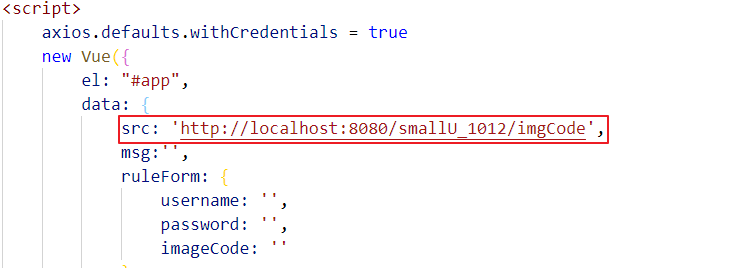 <script>
axios.defaults.withCredentials = true
new Vue({
el: "#app",
data: {
src: 'http://localhost:8080/smallU_1012/imgCode',
msg:'',
ruleForm: {
username: '',
password: '',
imageCode: ''